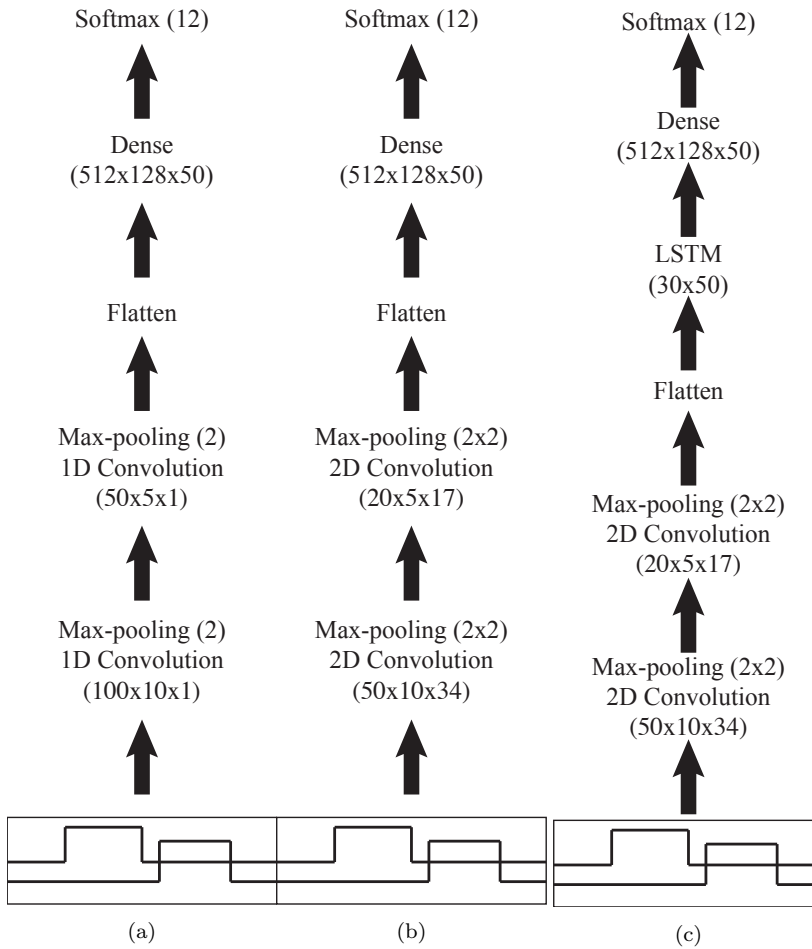 Softmax (12)
Dense
(512x128x50)
Flatten
Max-pooling (2)
1D Convolution
(50x5x1)
Max-pooling (2)
1D Convolution
(100x10x1)
(a)
Softmax (12)
Dense
(512x128x50)
Flatten
Max-pooling (2x2)
2D Convolution
(20x5x17)
Max-pooling (2x2)
2D Convolution
(50x10x34)
(b)
Softmax (12)
Dense
(512x128x50)
LSTM
(30x50)
Flatten
Max-pooling (2x2)
2D Convolution
(20x5x17)
Max-pooling (2x2)
2D Convolution
(50x10x34)
(c)